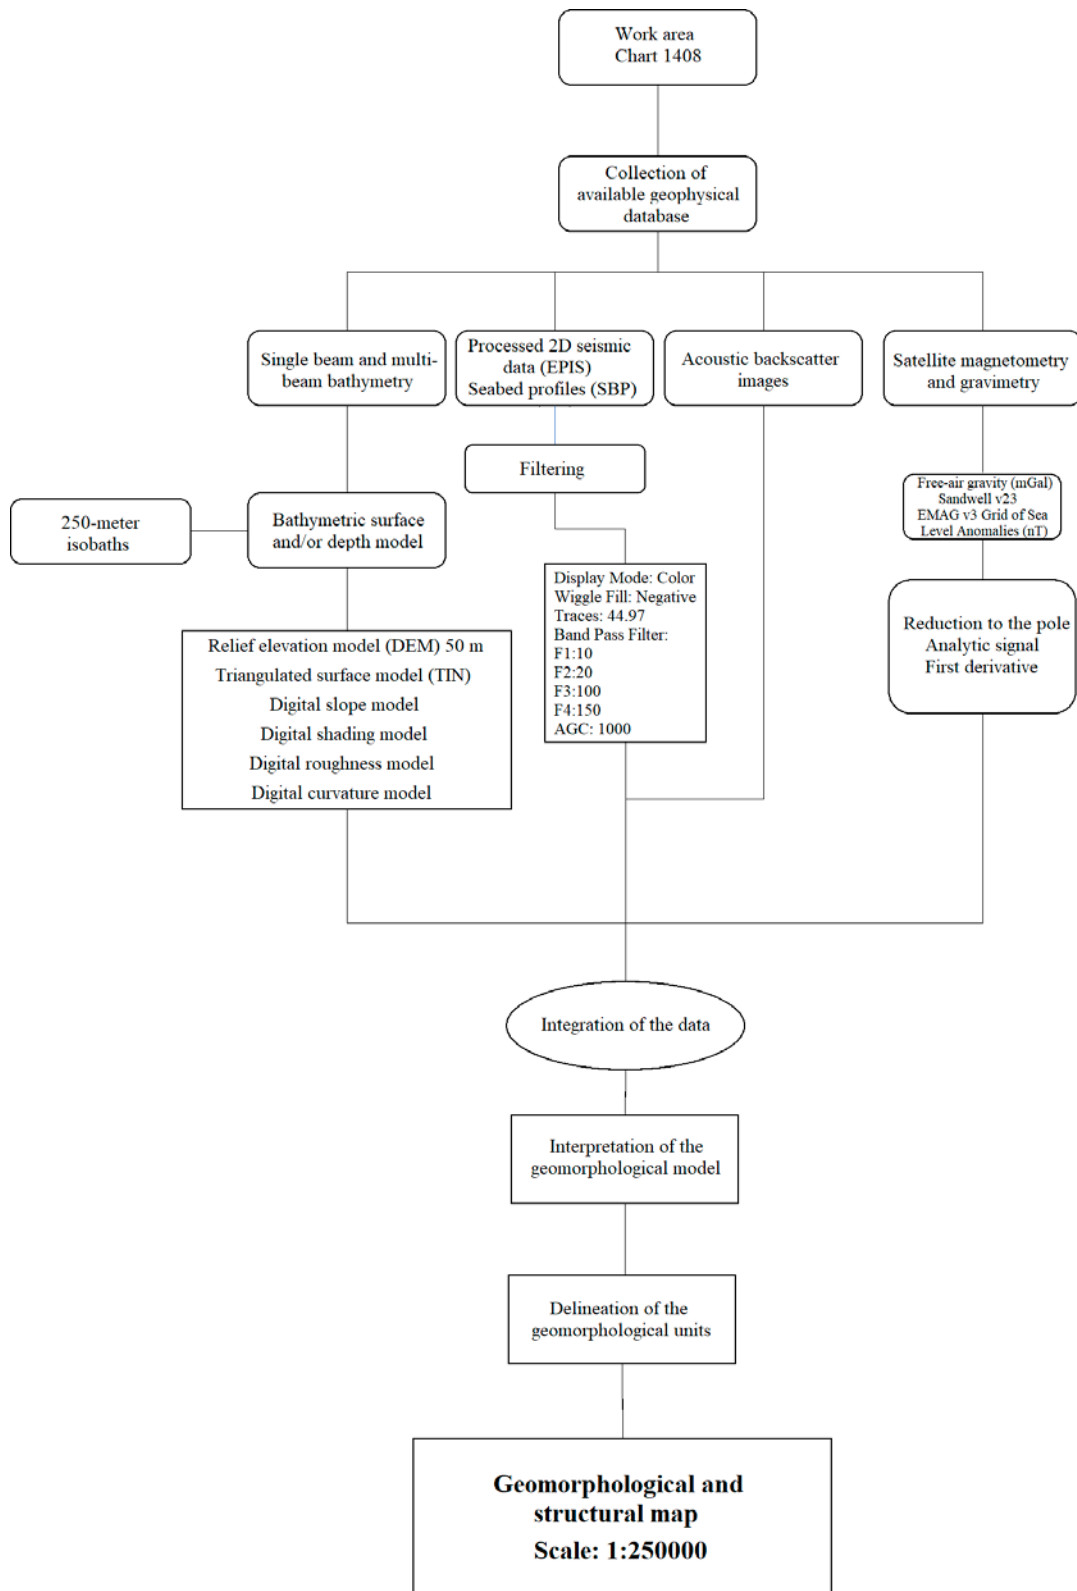 Work area
Chart 1408
Collection of
available geophysical
database
Single beam and multi-
beam bathymetry
Processed 2D seismic
data (EPIS)
Seabed profiles (SBP)
Acoustic backscatter
images
Satellite magnetometry
and gravimetry
Filtering
Free-air gravity (mGal)
Sandwell v23
EMAG v3 Grid of Sea
Level Anomalies (nT)
250-meter
isobaths
Bathymetric surface
and/or depth model
Display Mode: Color
Wiggle Fill: Negative
Traces: 44.97
Band Pass Filter:
F1:10
F2:20
F3:100
F4:150
AGC: 1000
Reduction to the pole
Analytic signal
First derivative
Relief elevation model (DEM) 50 m
Triangulated surface model (TIN)
Digital slope model
Digital shading model
Digital roughness model
Digital curvature model
Integration of the data
Interpretation of the
geomorphological model
Delineation of the
geomorphological units
Geomorphological and
structural map
Scale: 1:250000